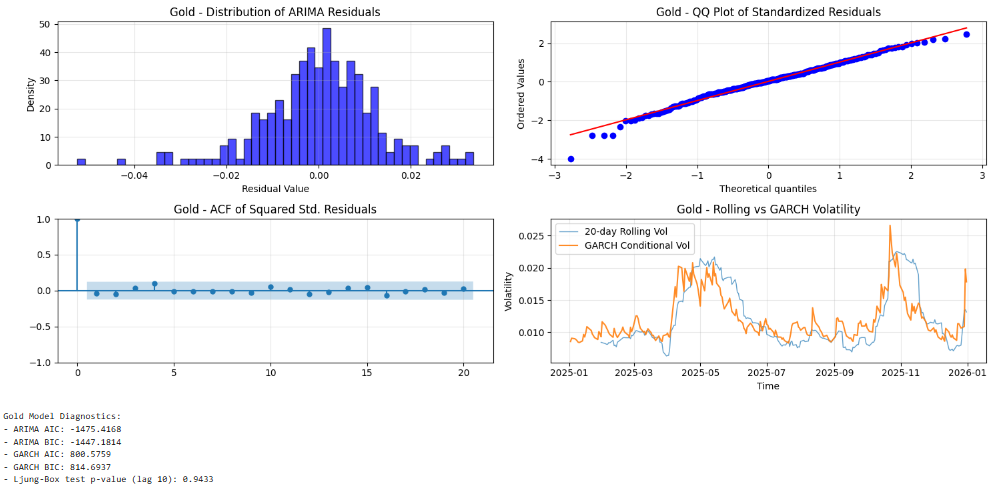 Gold - Distribution of ARIMA Residuals
50
40
30
20
10
0
Density
−0.04
−0.02
0.00
0.02
Residual Value
Gold - QQ Plot of Standardized Residuals
2
0
−2
−4
Ordered Values
−3
−2
−1
0
1
2
3
Theoretical quantiles
Gold - ACF of Squared Std. Residuals
1.0
0.5
0.0
−0.5
−1.0
0
5
10
15
20
Gold - Rolling vs GARCH Volatility
20-day Rolling Vol
GARCH Conditional Vol
0.025
0.020
0.015
0.010
Volatility
2025-01
2025-03
2025-05
2025-07
2025-09
2025-11
2026-01
Time
Gold Model Diagnostics:
- ARIMA AIC: -1475.4168
- ARIMA BIC: -1447.1814
- GARCH AIC: 800.5759
- GARCH BIC: 814.6937
- Ljung-Box test p-value (lag 10): 0.9433